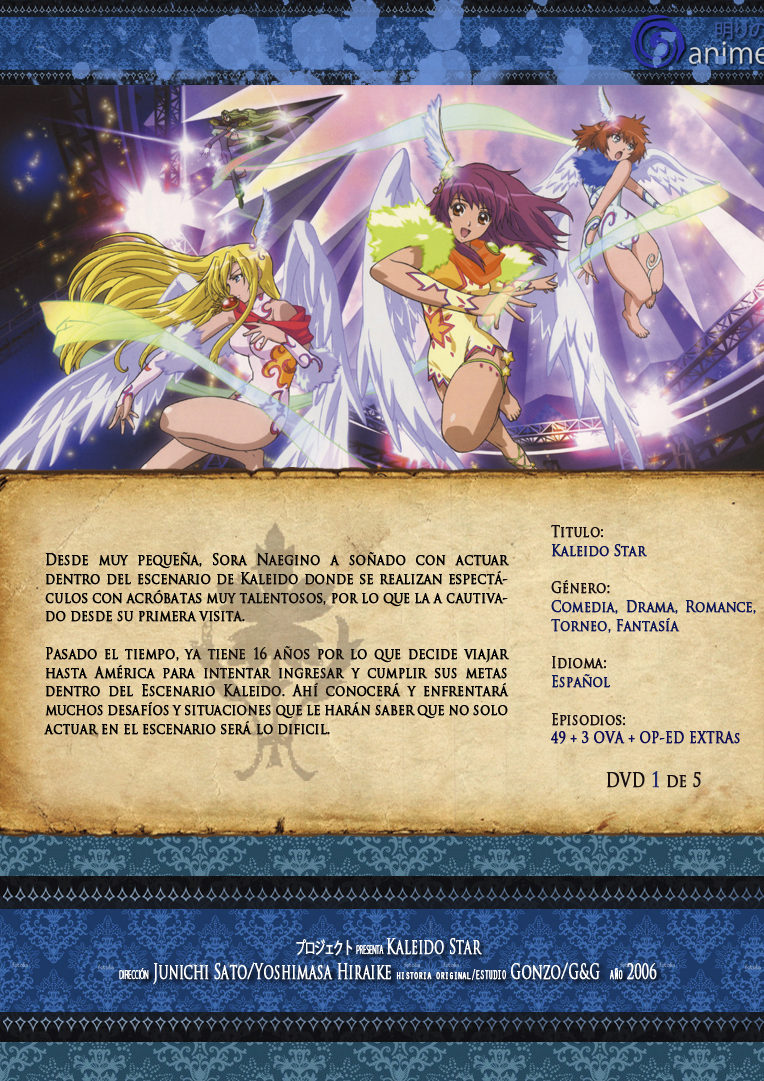 明りの
anime
Desde muy pequeña, Sora Naegino a soñado con actuar
dentro del escenario de Kaleido donde se realizan espectá-
culos con acróbatas muy talentosos, por lo que la a cautiva-
do desde su primera visita.
Pasado el tiempo, ya tiene 16 años por lo que decide viajar
hasta América para intentar ingresar y cumplir sus metas
dentro del Escenario Kaleido. Ahí conocerá y enfrentará
muchos desafíos y situaciones que le harán saber que no solo
actuar en el escenario será lo dificil.
Titulo:
Kaleido Star
Género:
Comedia, Drama, Romance,
Torneo, Fantasía
Idioma:
Español
Episodios:
49 + 3 OVA + OP-ED EXTRAs
DVD 1 de 5
プロジェクト presenta Kaleido Star
Dirección Junichi Sato/Yoshimasa Hiraike historia original/estudio Gonzo/G&G año 2006